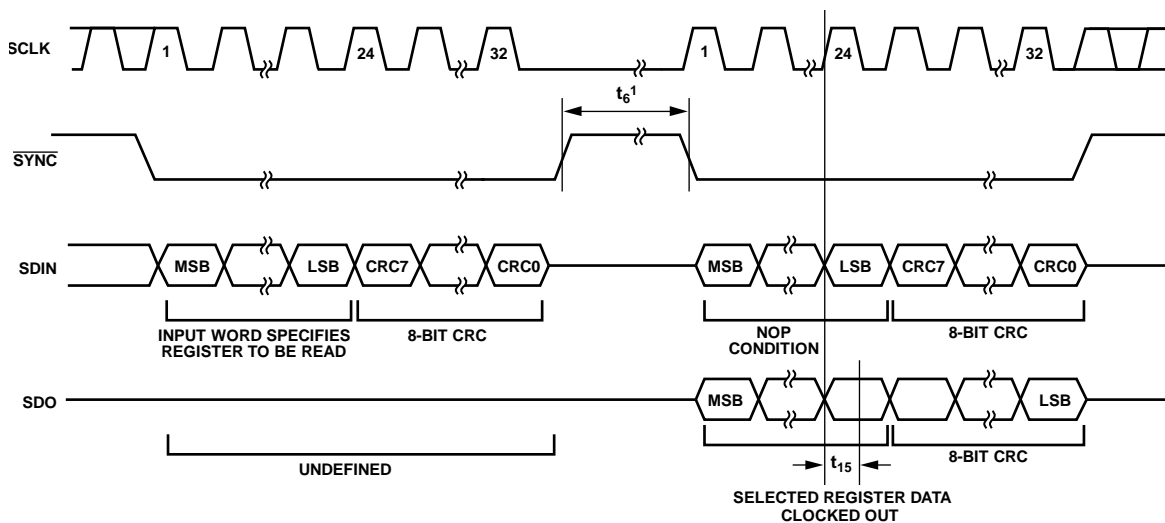 SCLK
1
24
32
1
24
32
t6 1
SYNC
SDIN
MSB
LSB
CRC7
CRC0
MSB
LSB
CRC7
CRC0
INPUT WORD SPECIFIES
REGISTER TO BE READ
8-BIT CRC
NOP
CONDITION
8-BIT CRC
SDO
MSB
LSB
UNDEFINED
t15
8-BIT CRC
SELECTED REGISTER DATA
CLOCKED OUT